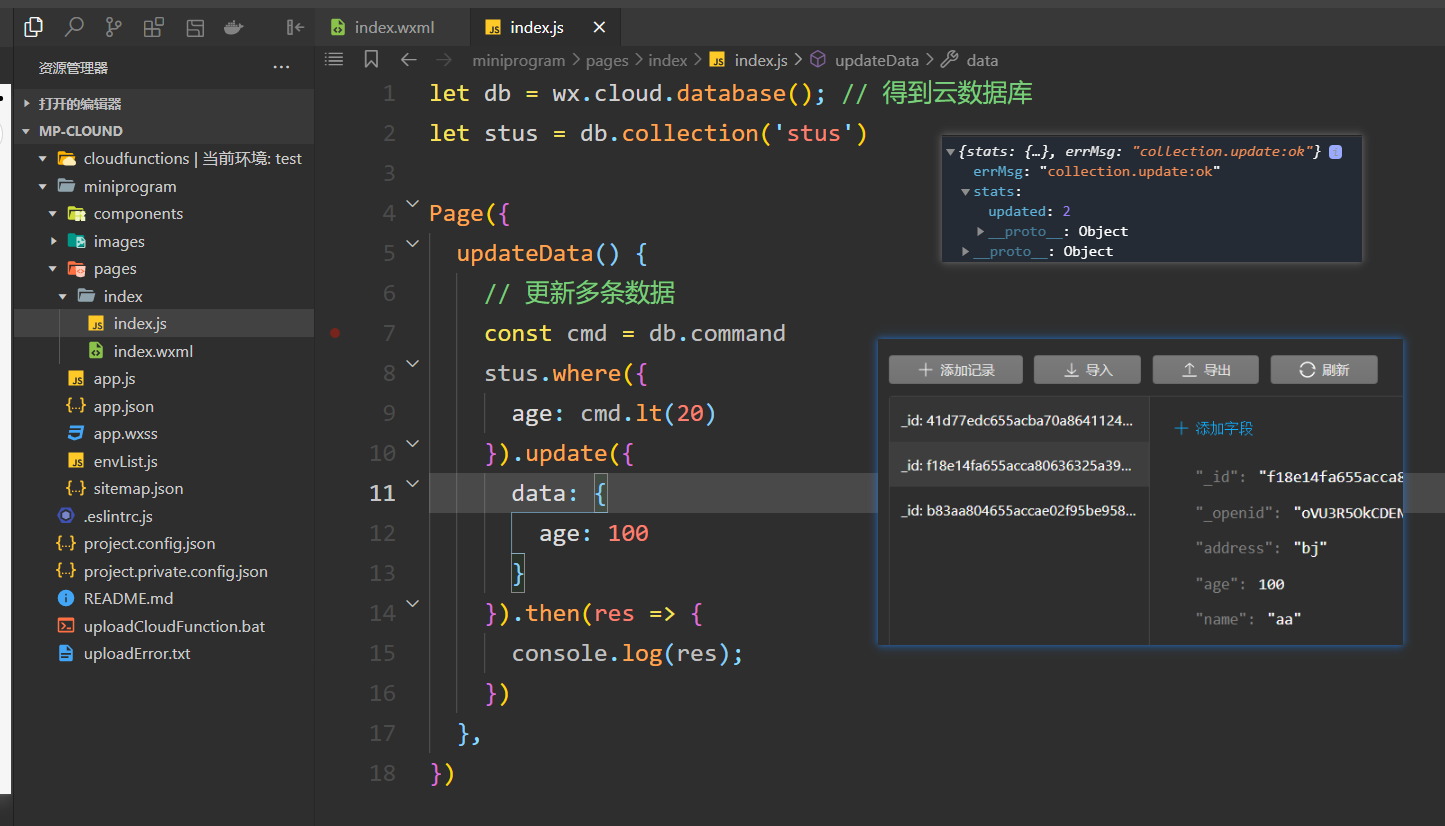 index.wxml
index.js
资源管理器
miniprogram
pages
index
index.js
updateData
data
打开的编辑器
MP-CLOUND
cloudfunctions | 当前环境: test
miniprogram
components
images
pages
index
index.js
index.wxml
app.js
app.json
app.wxss
envList.js
sitemap.json
.eslintrc.js
project.config.json
project.private.config.json
README.md
uploadCloudFunction.bat
uploadError.txt
1 let db = wx.cloud.database(); // 得到云数据库
2 let stus = db.collection('stus')
3
4 Page({
5 updateData() {
6 // 更新多条数据
7 const cmd = db.command
8 stus.where({
9 age: cmd.lt(20)
10 }).update({
11 data: {
12 age: 100
13 }
14 }).then(res => {
15 console.log(res);
16 })
17 },
18 })
{stats: {…}, errMsg: "collection.update:ok"}
errMsg: "collection.update:ok"
stats:
updated: 2
__proto__: Object
__proto__: Object
添加记录
导入
导出
刷新
_id: 41d77edc655acba70a8641124...
_id: f18e14fa655acca80636325a39...
_id: b83aa804655accae02f95be958...
添加字段
"_id": "f18e14fa655acca8
"_openid": "oVU3R5OkCDEN
"address": "bj"
"age": 100
"name": "aa"